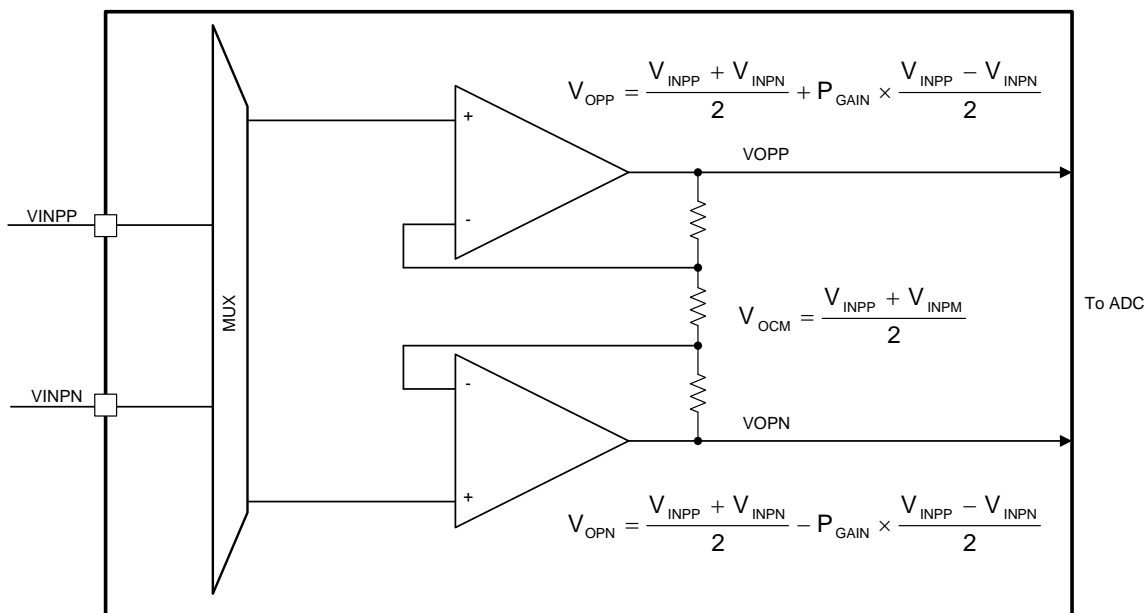 V_OPP = (V_INPP + V_INPN)/2 + P_GAIN × (V_INPP − V_INPN)/2
+
VOPP
VINPP
-
MUX
V_OCM = (V_INPP + V_INPM)/2
To ADC
VINPN
-
VOPN
+
V_OPN = (V_INPP + V_INPN)/2 − P_GAIN × (V_INPP − V_INPN)/2